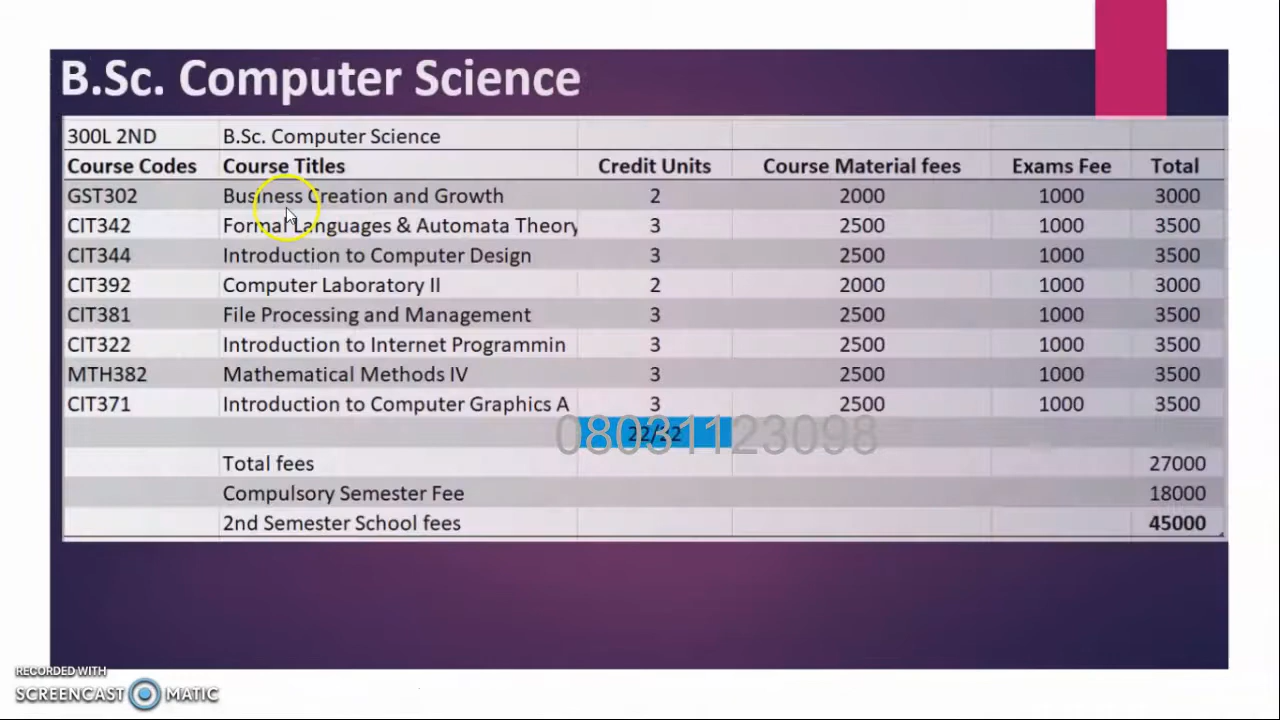 B.Sc. Computer Science
300L 2ND B.Sc. Computer Science
Course Codes Course Titles Credit Units Course Material fees Exams Fee Total
GST302 Business Creation and Growth 2 2000 1000 3000
CIT342 Formal Languages & Automata Theory 3 2500 1000 3500
CIT344 Introduction to Computer Design 3 2500 1000 3500
CIT392 Computer Laboratory II 2 2000 1000 3000
CIT381 File Processing and Management 3 2500 1000 3500
CIT322 Introduction to Internet Programmin 3 2500 1000 3500
MTH382 Mathematical Methods IV 3 2500 1000 3500
CIT371 Introduction to Computer Graphics A 3 2500 1000 3500
22/22
08031123098
Total fees 27000
Compulsory Semester Fee 18000
2nd Semester School fees 45000
RECORDED WITH
SCREENCAST MATIC